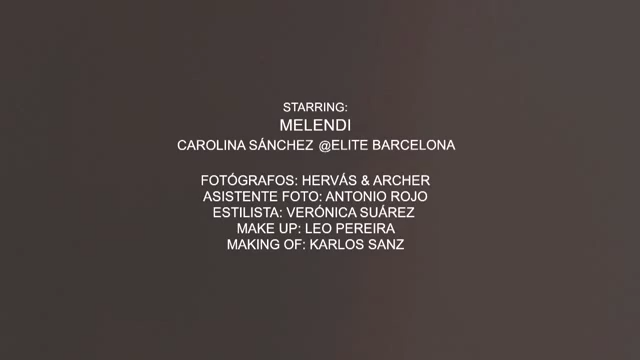 STARRING:
MELENDI
CAROLINA SÁNCHEZ @ELITE BARCELONA
FOTÓGRAFOS: HERVÁS & ARCHER
ASISTENTE FOTO: ANTONIO ROJO
ESTILISTA: VERÓNICA SUÁREZ
MAKE UP: LEO PEREIRA
MAKING OF: KARLOS SANZ